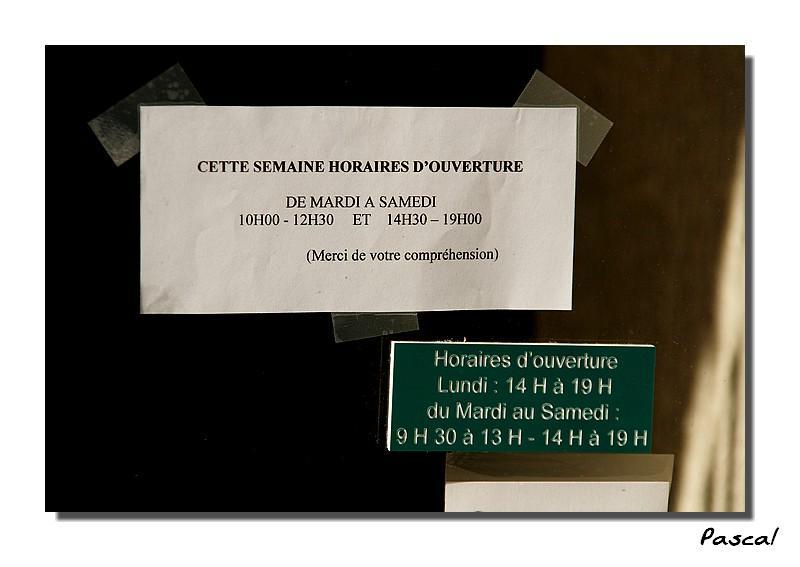 CETTE SEMAINE HORAIRES D'OUVERTURE
DE MARDI A SAMEDI
10H00 - 12H30 ET 14H30 – 19H00
(Merci de votre compréhension)
Horaires d'ouverture
Lundi : 14 H à 19 H
du Mardi au Samedi :
9 H 30 à 13 H - 14 H à 19 H
Pascal